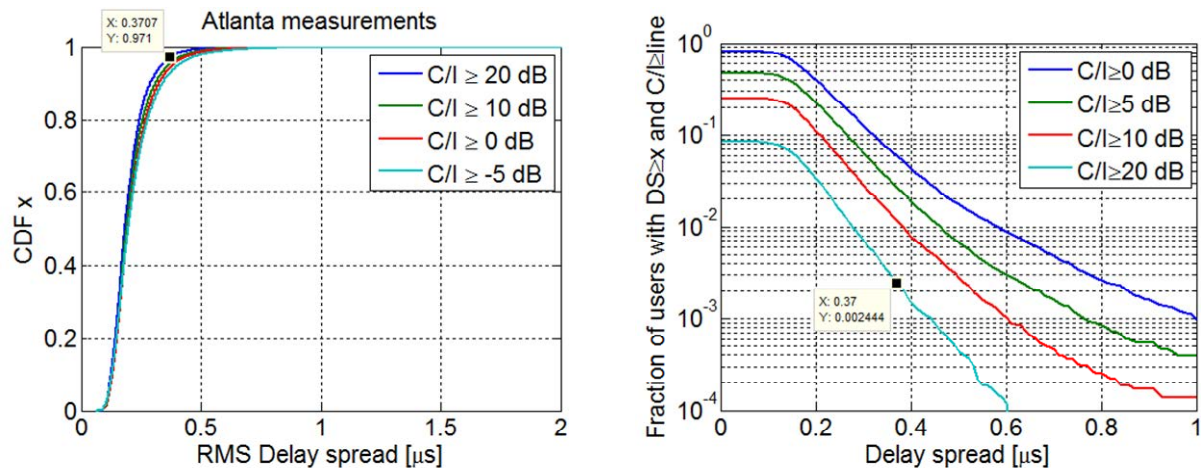 Atlanta measurements
X: 0.3707
Y: 0.971
CDF x
1
0.8
0.6
0.4
0.2
0
C/I ≥ 20 dB
C/I ≥ 10 dB
C/I ≥ 0 dB
C/I ≥ -5 dB
0 0.5 1 1.5 2
RMS Delay spread [μs]
Fraction of users with DS≥x and C/I≥line
10^0
10^-1
10^-2
10^-3
10^-4
C/I≥0 dB
C/I≥5 dB
C/I≥10 dB
C/I≥20 dB
X: 0.37
Y: 0.002444
0 0.2 0.4 0.6 0.8 1
Delay spread [μs]